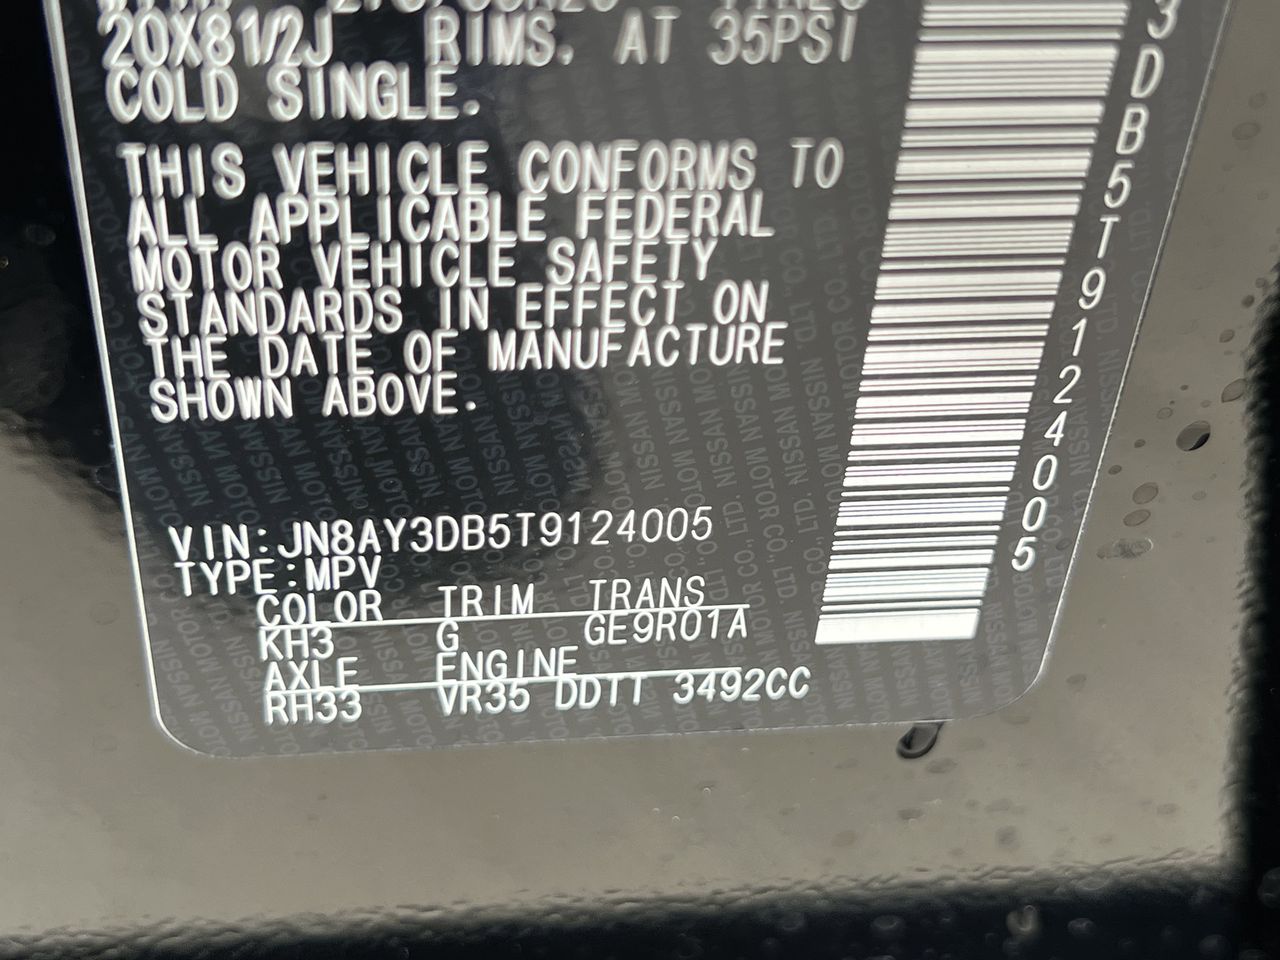 20X81/2J RIMS. AT 35PSI
COLD SINGLE.
THIS VEHICLE CONFORMS TO
ALL APPLICABLE FEDERAL
MOTOR VEHICLE SAFETY
STANDARDS IN EFFECT ON
THE DATE OF MANUFACTURE
SHOWN ABOVE.
VIN:JN8AY3DB5T9124005
TYPE:MPV
COLOR TRIM TRANS
KH3 G GE9R01A
AXLE ENGINE
RH33 VR35 DDTT 3492CC
3DB5T9124005